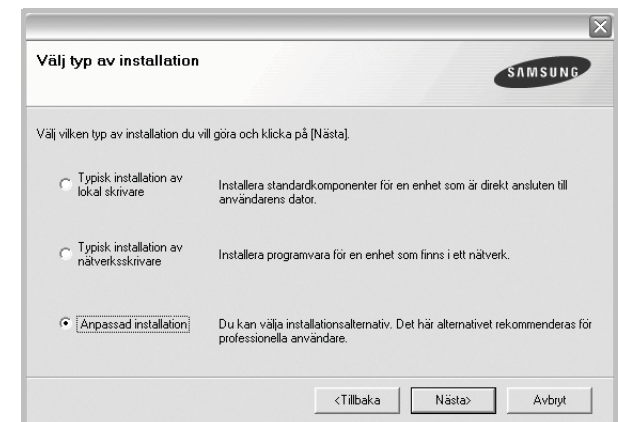 Välj typ av installation
SAMSUNG
Välj vilken typ av installation du vill göra och klicka på [Nästa].
Typisk installation av
lokal skrivare
Installera standardkomponenter för en enhet som är direkt ansluten till
användarens dator.
Typisk installation av
nätverksskrivare
Installera programvara för en enhet som finns i ett nätverk.
Anpassad installation
Du kan välja installationsalternativ. Det här alternativet rekommenderas för
professionella användare.
<Tillbaka
Nästa>
Avbryt